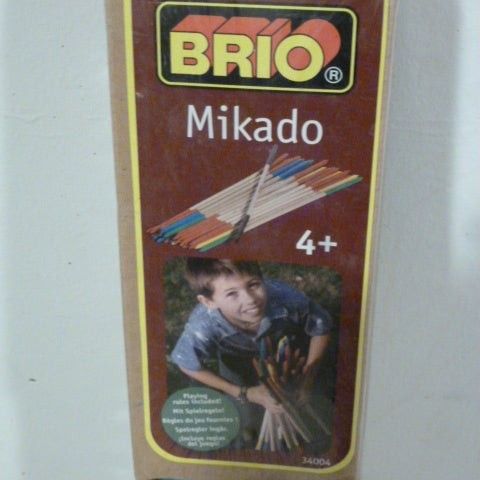 BRIO®
Mikado
4+
Playing
rules included!
Mit Spielregeln!
Règles du jeu fournies !
Spelregler ingår.
¡Incluye reglas
del juego!
34004